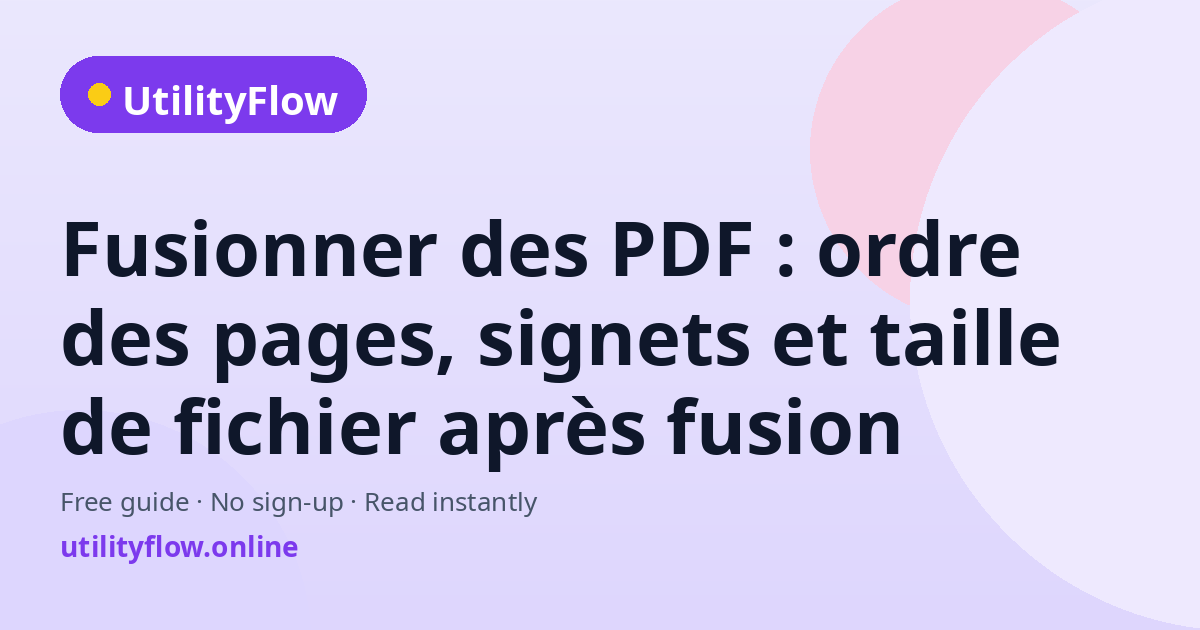 UtilityFlow
Fusionner des PDF : ordre
des pages, signets et taille
de fichier après fusion
Free guide · No sign-up · Read instantly
utilityflow.online